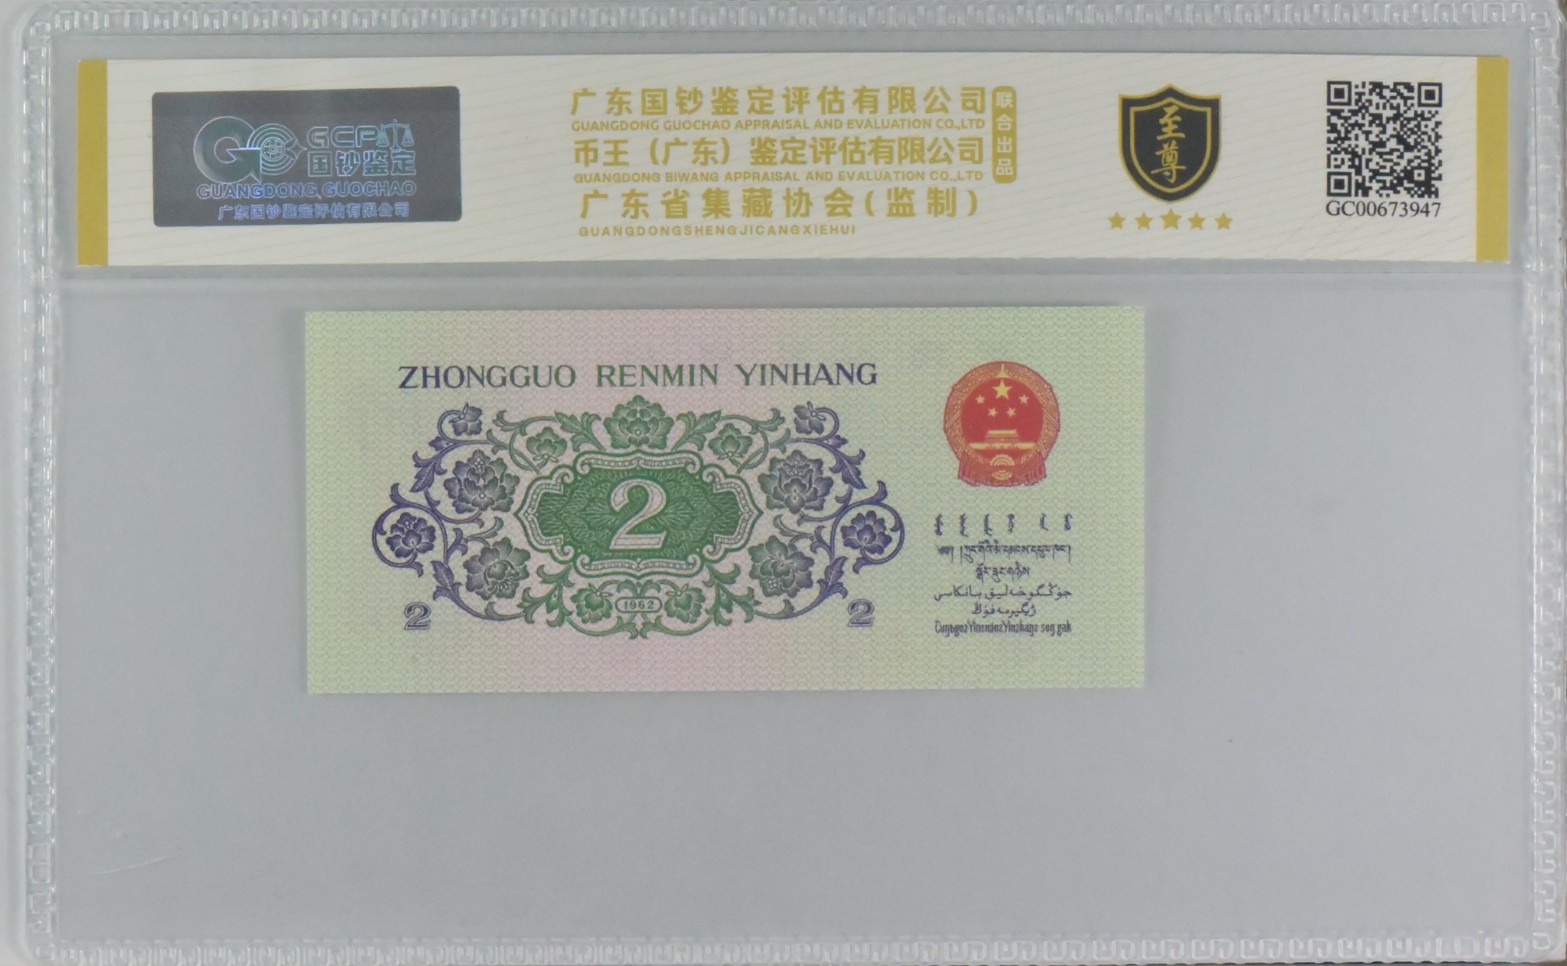 GCP
国钞鉴定
GUANGDONG GUOCHAO
广东国钞鉴定评估有限公司
广东国钞鉴定评估有限公司
GUANGDONG GUOCHAO APPRAISAL AND EVALUATION CO.,LTD
币王（广东）鉴定评估有限公司
GUANGDONG BIWANG APPRAISAL AND EVALUATION CO.,LTD
联合出品
广东省集藏协会(监制)
GUANGDONGSHENGJICANGXIEHUI
至尊
GC00673947
ZHONGGUO RENMIN YINHANG
2
1962
2
2
جۇڭگوخەلىق بانكاسى